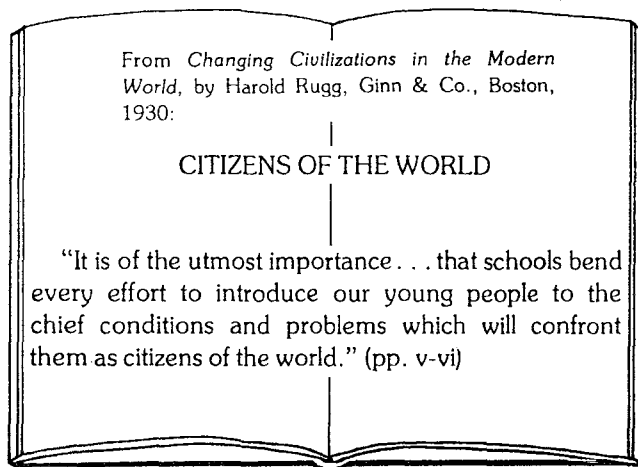 From Changing Civilizations in the Modern
World, by Harold Rugg, Ginn & Co., Boston,
1930:
CITIZENS OF THE WORLD
“It is of the utmost importance . . . that schools bend
every effort to introduce our young people to the
chief conditions and problems which will confront
them as citizens of the world.” (pp. v-vi)